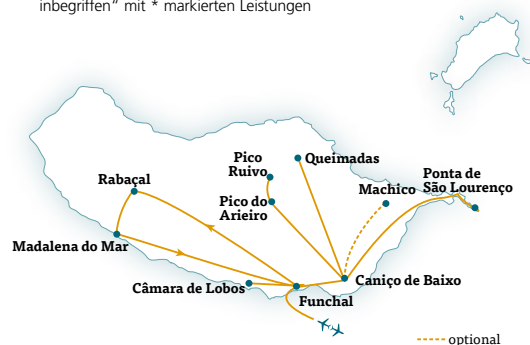 inbegriffen“ mit * markierten Leistungen
Pico
Ruivo
Queimadas
Rabaçal
Machico
Ponta de
São Lourenço
Pico do
Arieiro
Madalena do Mar
Câmara de Lobos
Caniço de Baixo
Funchal
optional